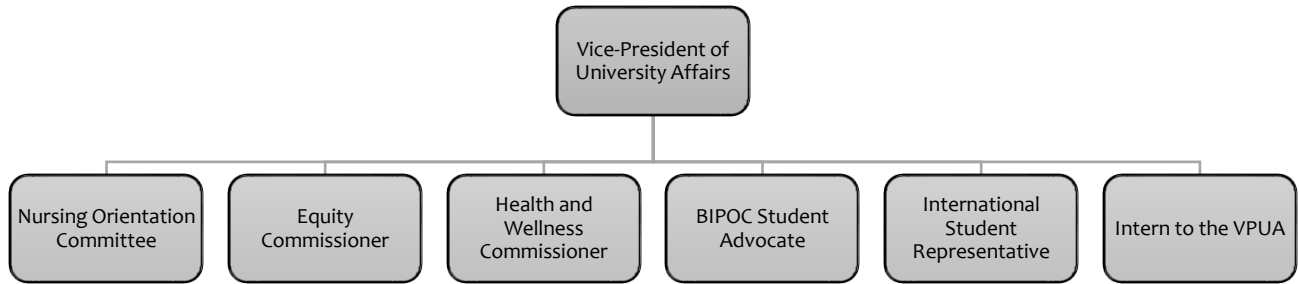 Vice-President of
University Affairs
Nursing Orientation
Committee
Equity
Commissioner
Health and
Wellness
Commissioner
BIPOC Student
Advocate
International
Student
Representative
Intern to the VPUA